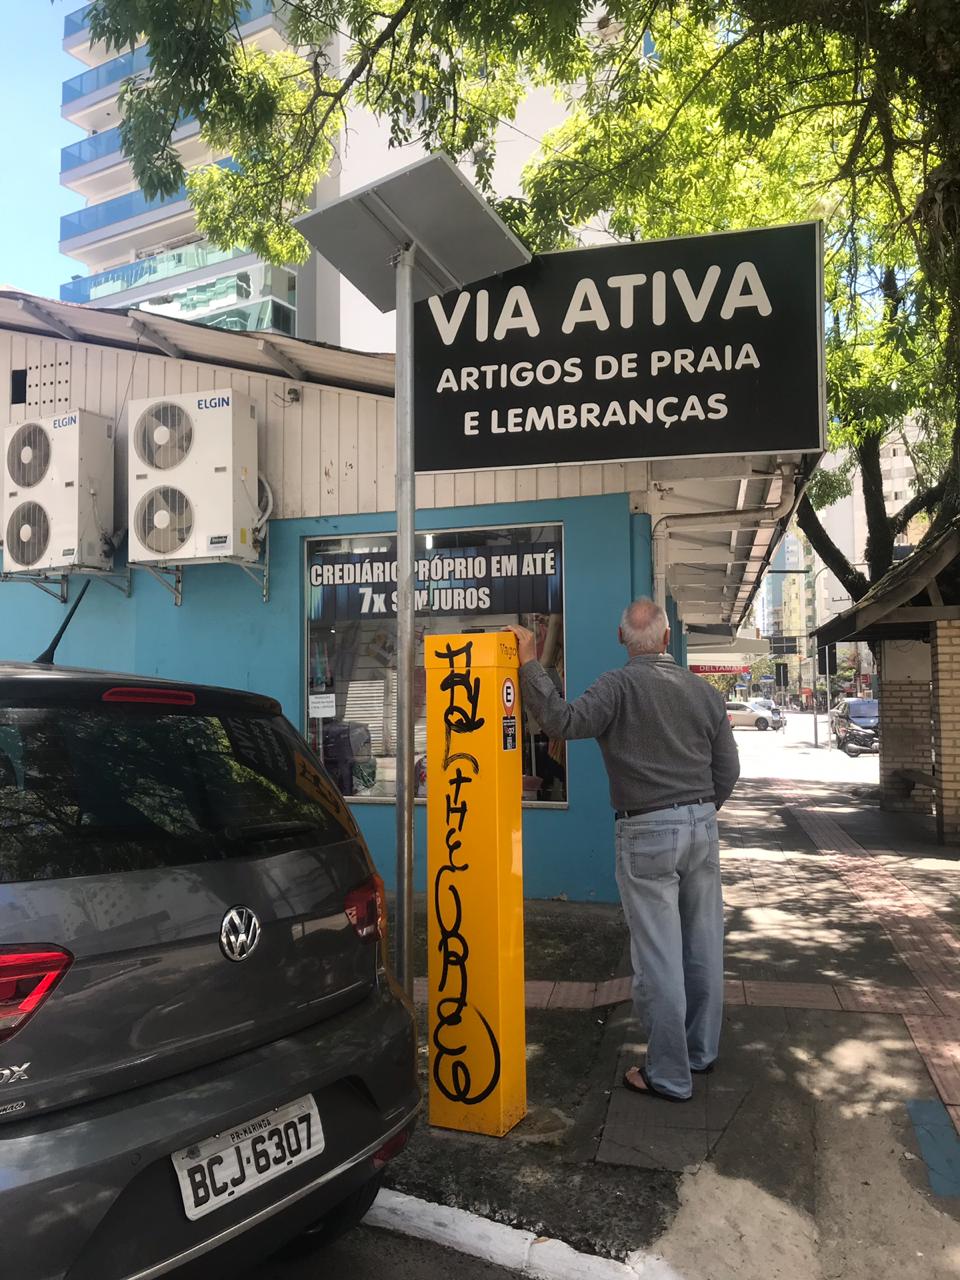 VIA ATIVA
ARTIGOS DE PRAIA
E LEMBRANÇAS
ELGIN
ELGIN
CREDIÁRIO PRÓPRIO EM ATÉ
7x SEM JUROS
E
DELTAMAR
PR-MARINGÁ
BCJ-6307